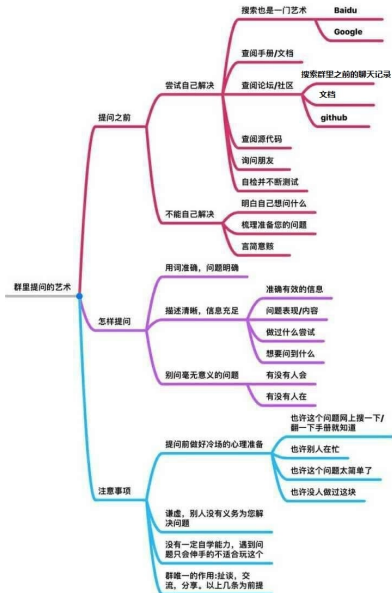 搜索也是一门艺术
Baidu
Google
查阅手册/文档
尝试自己解决
查阅论坛/社区
搜索群里之前的聊天记录
文档
github
提问之前
查阅源代码
询问朋友
自检并不断测试
不能自己解决
明白自己想问什么
梳理准备您的问题
言简意赅
群里提问的艺术
用词准确，问题明确
怎样提问
描述清晰，信息充足
准确有效的信息
问题表现/内容
做过什么尝试
想要问到什么
别问毫无意义的问题
有没有人会
有没有人在
注意事项
提问前做好冷场的心理准备
也许这个问题网上搜一下/
翻一下手册就知道
也许别人在忙
也许这个问题太简单了
也许没人做过这块
谦虚，别人没有义务为您解
决问题
没有一定自学能力，遇到问
题只会伸手的不适合玩这个
群唯一的作用:扯谈，交
流，分享，以上几条为前提